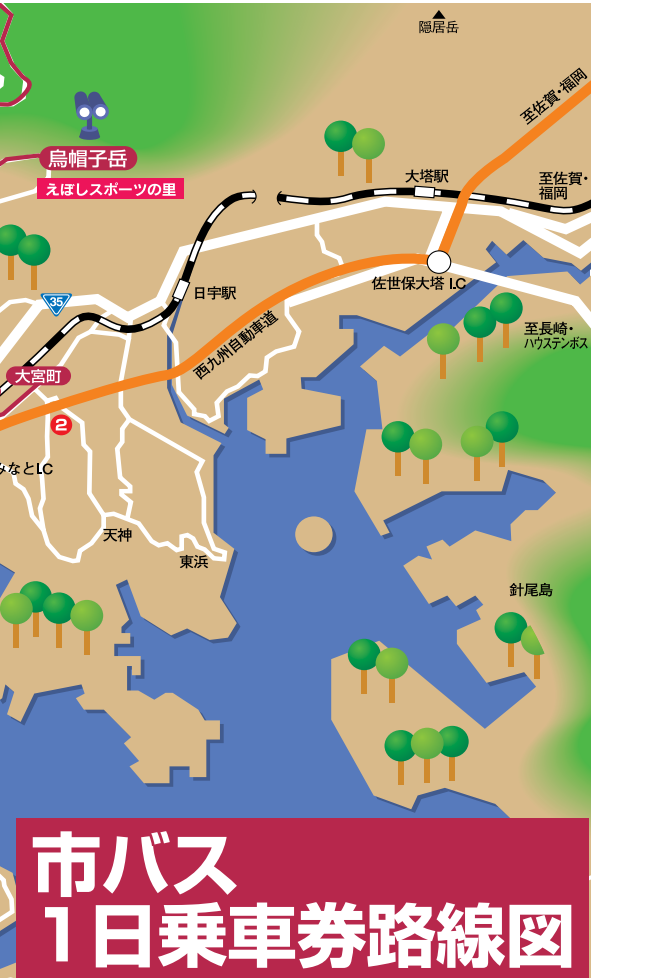 隠居岳
至佐賀・福岡
烏帽子岳
えぼしスポーツの里
大塔駅
至佐賀・
福岡
佐世保大塔 I.C
日宇駅
35
西九州自動車道
至長崎・
ハウステンボス
大宮町
2
みなとI.C
天神
東浜
針尾島
市バス
1日乗車券路線図